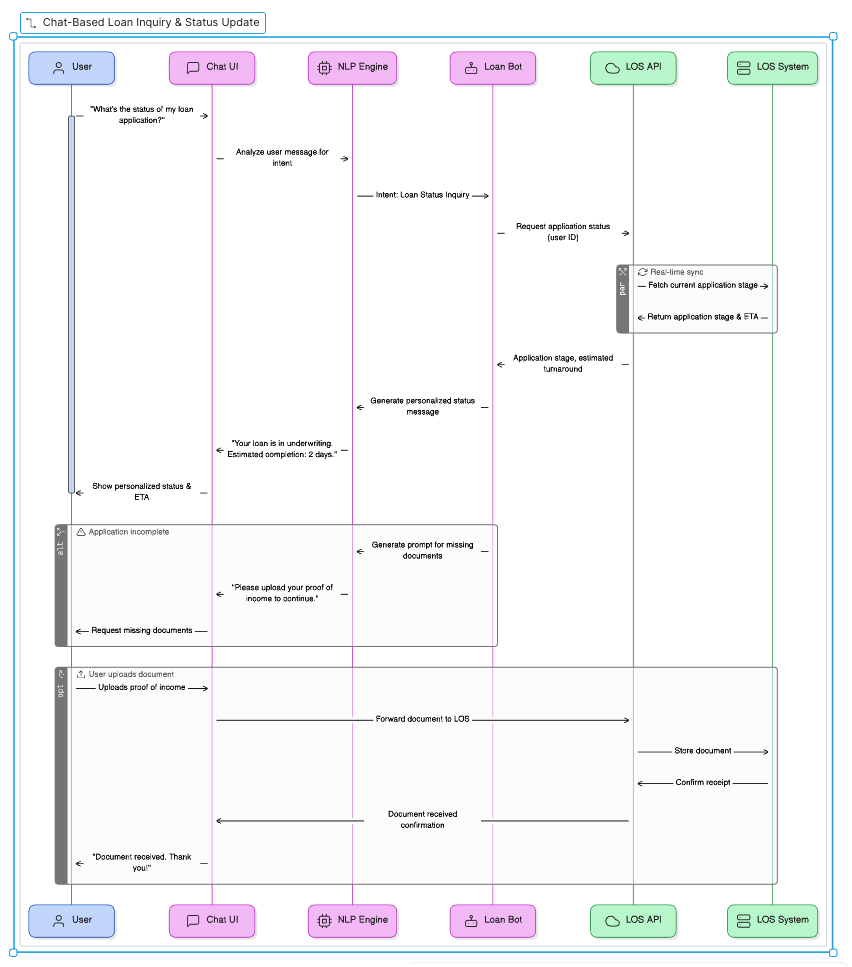 Chat-Based Loan Inquiry & Status Update
User
Chat UI
NLP Engine
Loan Bot
LOS API
LOS System
"What's the status of my loan
application?"
Analyze user message for
intent
Intent: Loan Status Inquiry
Request application status
(user ID)
par
Real-time sync
Fetch current application stage
Return application stage & ETA
Application stage, estimated
turnaround
Generate personalized status
message
"Your loan is in underwriting.
Estimated completion: 2 days."
Show personalized status &
ETA
alt
Application incomplete
Generate prompt for missing
documents
"Please upload your proof of
income to continue."
Request missing documents
opt
User uploads document
Uploads proof of income
Forward document to LOS
Store document
Confirm receipt
Document received
confirmation
"Document received. Thank
you!"
User
Chat UI
NLP Engine
Loan Bot
LOS API
LOS System